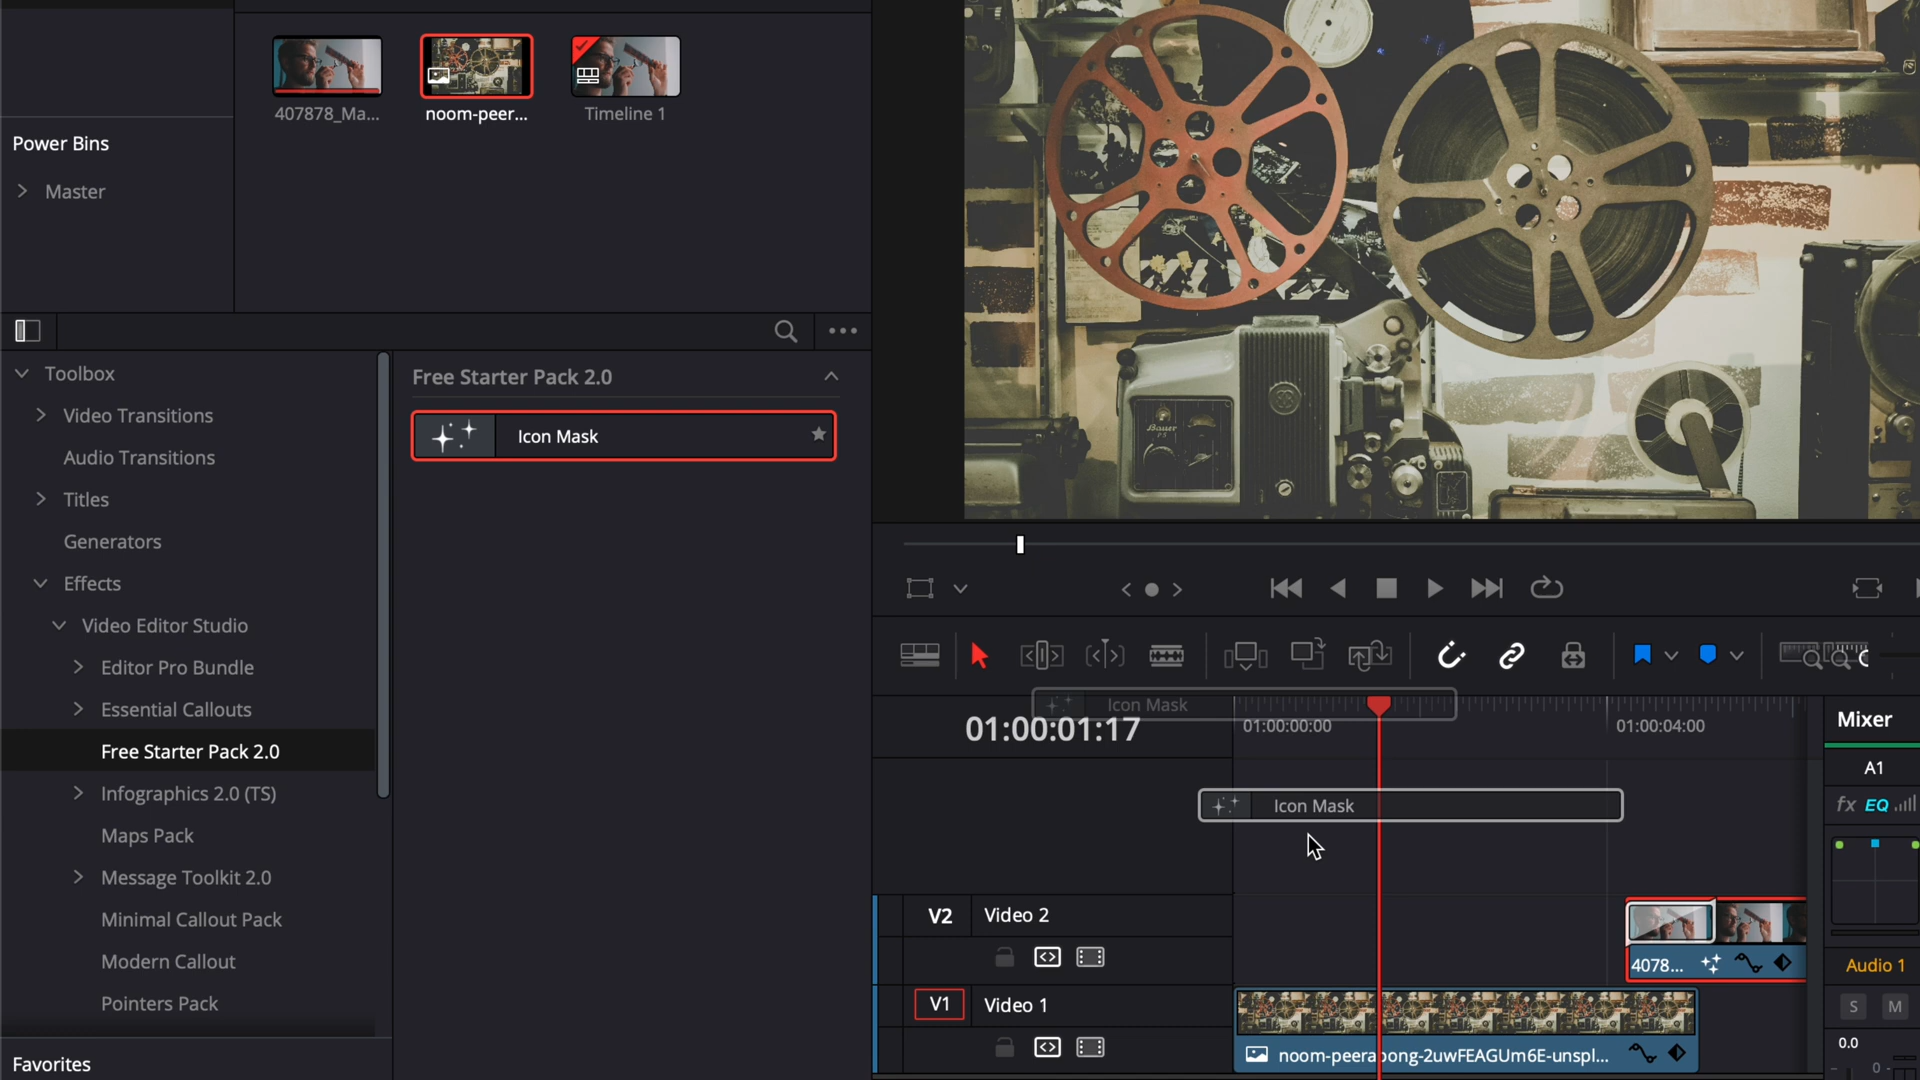 407878_Ma...
noom-peer...
Timeline 1
Power Bins
Master
Toolbox
Video Transitions
Audio Transitions
Titles
Generators
Effects
Video Editor Studio
Editor Pro Bundle
Essential Callouts
Free Starter Pack 2.0
Infographics 2.0 (TS)
Maps Pack
Message Toolkit 2.0
Minimal Callout Pack
Modern Callout
Pointers Pack
Favorites
Free Starter Pack 2.0
Icon Mask
Bauer
P5
Icon Mask
01:00:01:17
01:00:00:00
01:00:04:00
Icon Mask
V2 Video 2
4078...
V1 Video 1
noom-peerapong-2uwFEAGUm6E-unspl...
Mixer
A1
fx EQ
Audio 1
S M
0.0
0